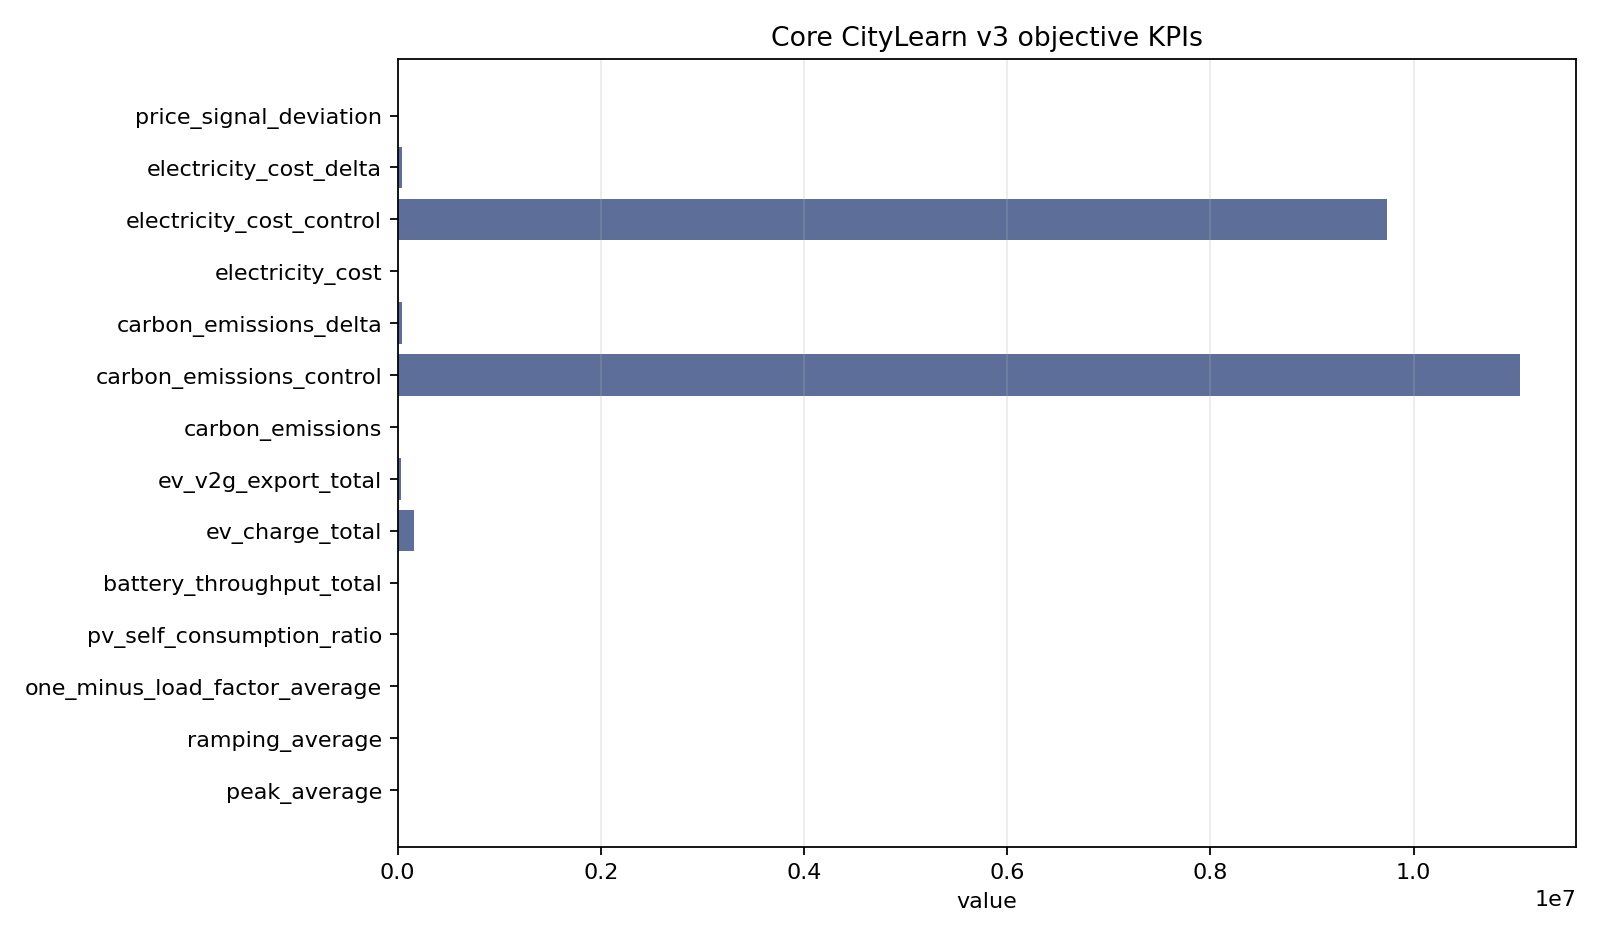 Core CityLearn v3 objective KPIs
price_signal_deviation
electricity_cost_delta
electricity_cost_control
electricity_cost
carbon_emissions_delta
carbon_emissions_control
carbon_emissions
ev_v2g_export_total
ev_charge_total
battery_throughput_total
pv_self_consumption_ratio
one_minus_load_factor_average
ramping_average
peak_average
0.0 0.2 0.4 0.6 0.8 1.0
value
1e7